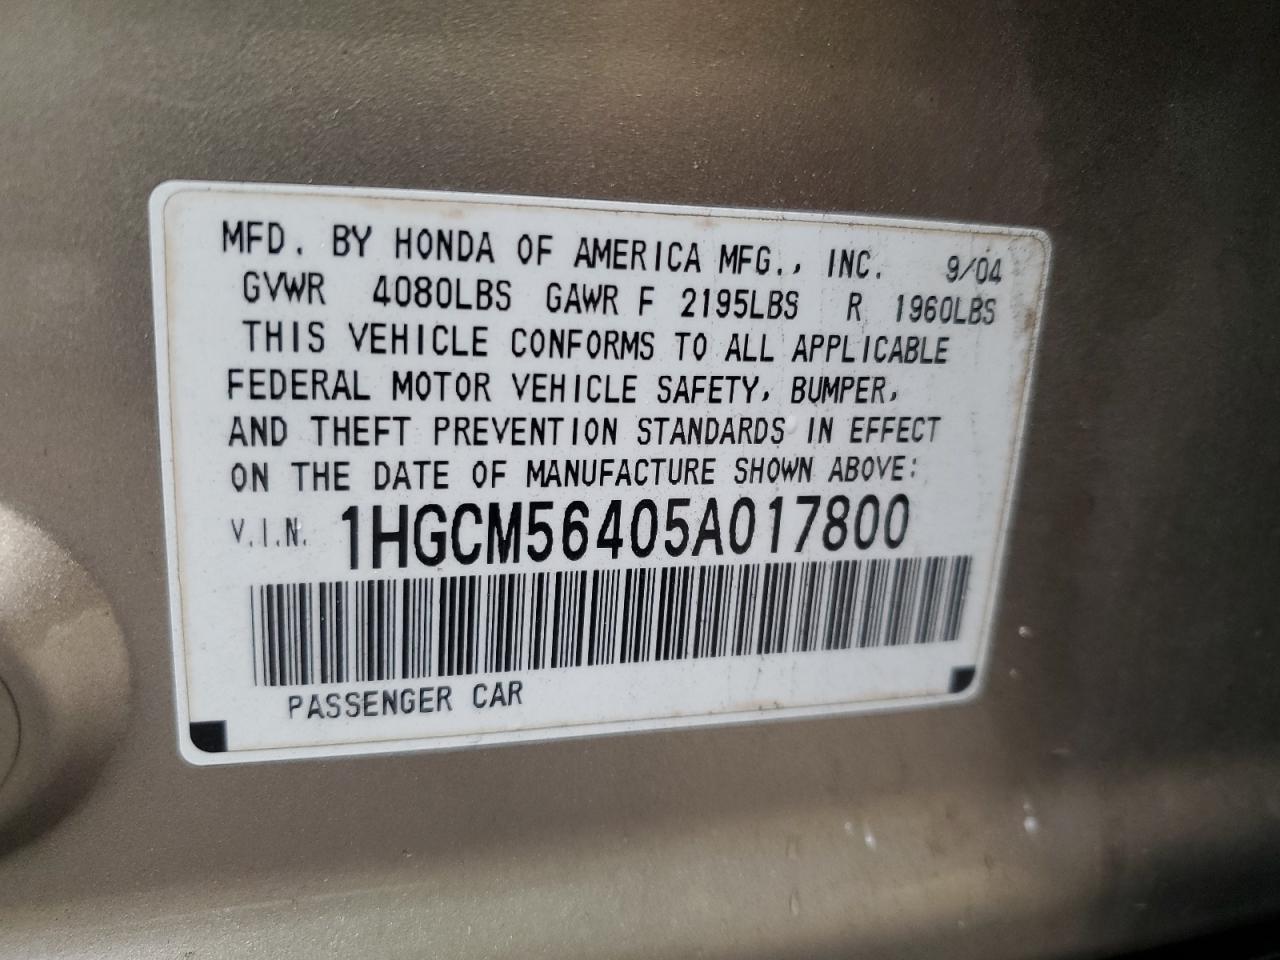 MFD. BY HONDA OF AMERICA MFG., INC. 9/04
GVWR 4080LBS GAWR F 2195LBS R 1960LBS
THIS VEHICLE CONFORMS TO ALL APPLICABLE
FEDERAL MOTOR VEHICLE SAFETY, BUMPER,
AND THEFT PREVENTION STANDARDS IN EFFECT
ON THE DATE OF MANUFACTURE SHOWN ABOVE:
V.I.N. 1HGCM56405A017800
PASSENGER CAR